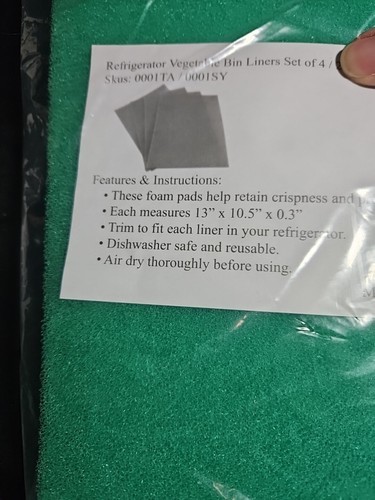 Refrigerator Vegetable Bin Liners Set of 4 /
Skus: 0001TA / 0001SY
Features & Instructions:
• These foam pads help retain crispness and
• Each measures 13” x 10.5” x 0.3”
• Trim to fit each liner in your refrigerator.
• Dishwasher safe and reusable.
• Air dry thoroughly before using.